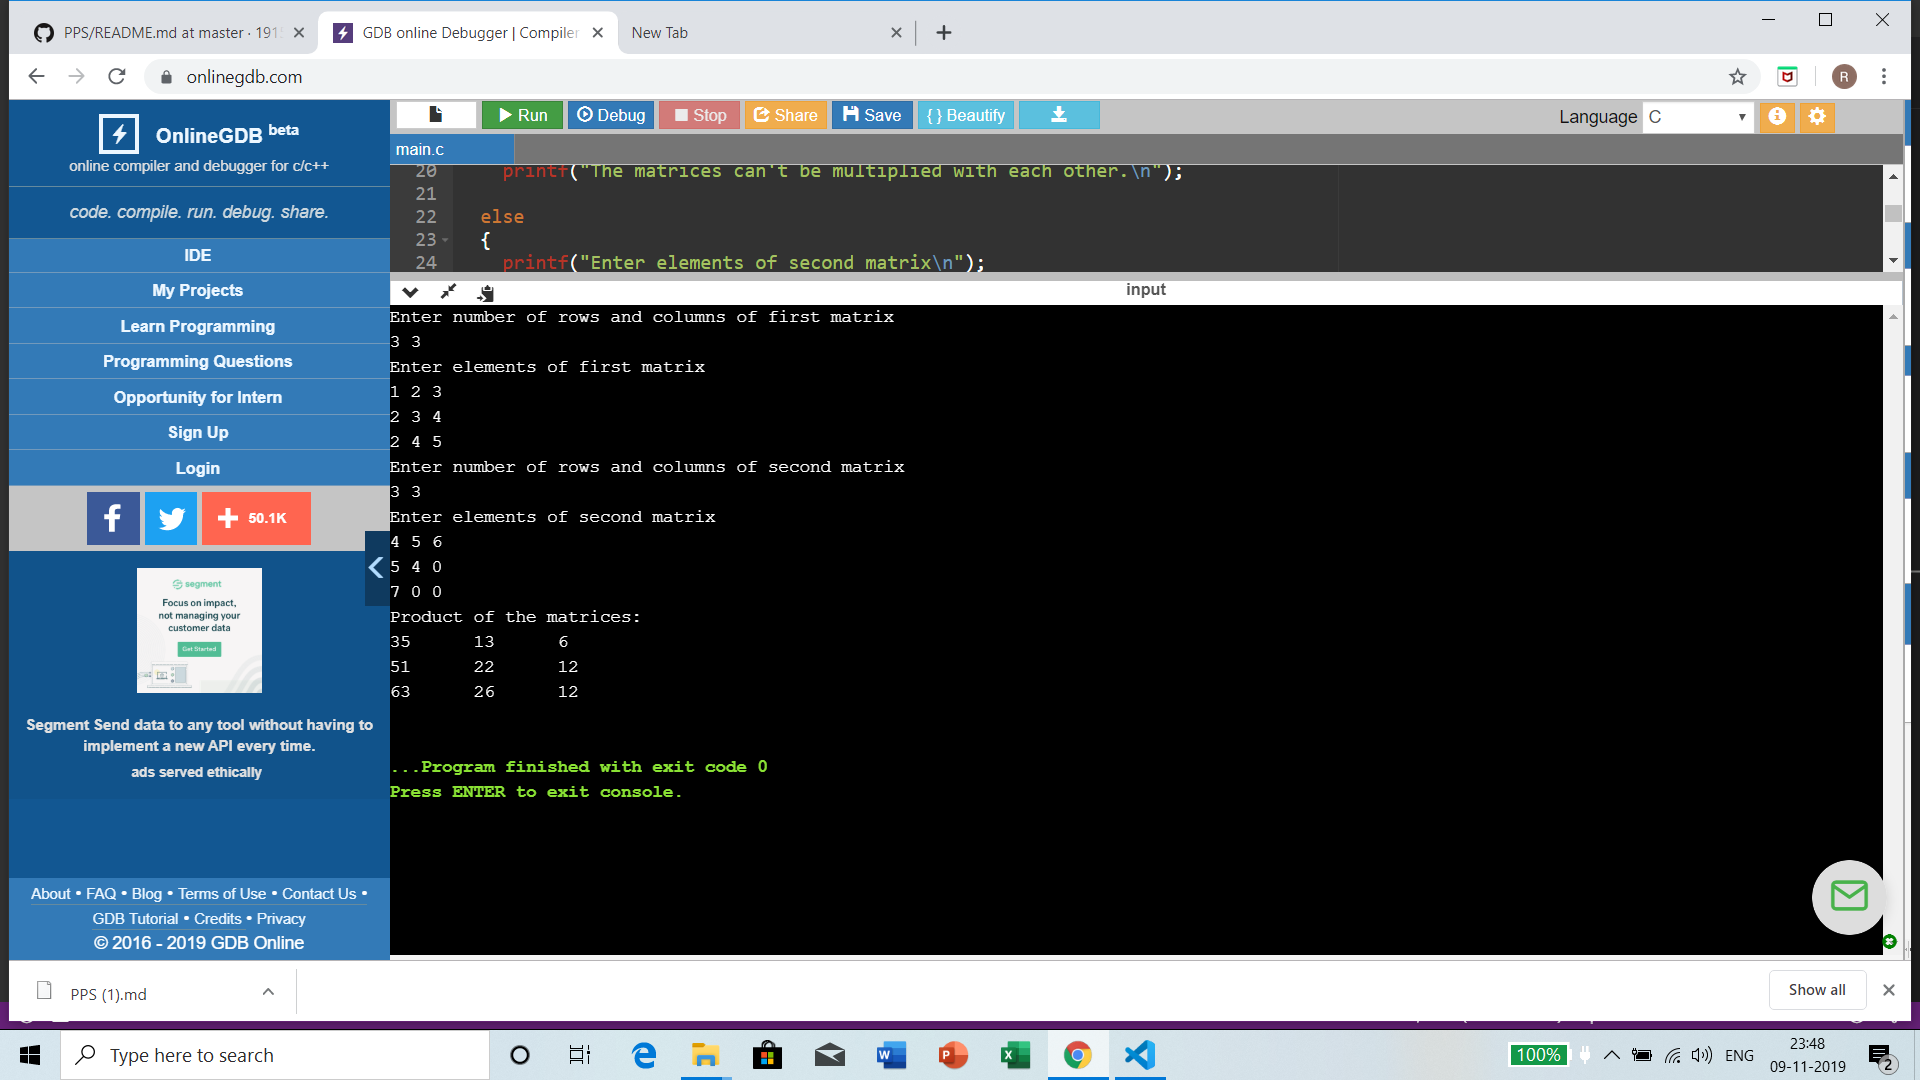 PPS/README.md at master · 191
GDB online Debugger | Compiler
New Tab
onlinegdb.com
OnlineGDB beta
online compiler and debugger for c/c++
code. compile. run. debug. share.
IDE
My Projects
Learn Programming
Programming Questions
Opportunity for Intern
Sign Up
Login
50.1K
segment
Focus on impact,
not managing your
customer data
Get Started
Segment Send data to any tool without having to
implement a new API every time.
ads served ethically
About • FAQ • Blog • Terms of Use • Contact Us •
GDB Tutorial • Credits • Privacy
© 2016 - 2019 GDB Online
Run Debug Stop Share Save { } Beautify
Language C
main.c
20 printf("The matrices can't be multiplied with each other.\n");
21
22 else
23 {
24 printf("Enter elements of second matrix\n");
input
Enter number of rows and columns of first matrix
3 3
Enter elements of first matrix
1 2 3
2 3 4
2 4 5
Enter number of rows and columns of second matrix
3 3
Enter elements of second matrix
4 5 6
5 4 0
7 0 0
Product of the matrices:
35 13 6
51 22 12
63 26 12
...Program finished with exit code 0
Press ENTER to exit console.
PPS (1).md
Show all
Type here to search
100%
ENG
23:48
09-11-2019
2